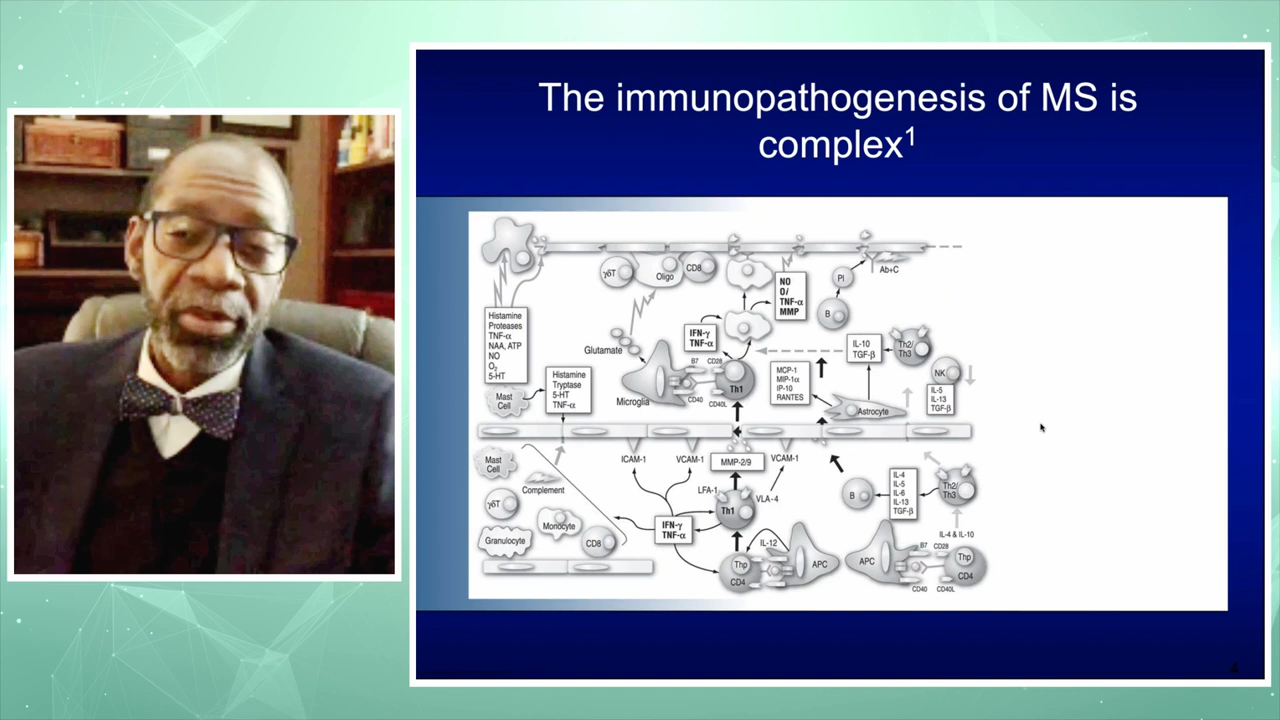 The immunopathogenesis of MS is
complex1
γδT
Oligo
CD8
PI
Ab+C
NO
Oi
TNF-α
MMP
B
Histamine
Proteases
TNF-α
NAA, ATP
NO
O2
5-HT
IFN-γ
TNF-α
IL-10
TGF-β
Th2/
Th3
Glutamate
B7
CD28
MCP-1
MIP-1α
IP-10
RANTES
NK
Histamine
Tryptase
5-HT
TNF-α
Th1
IL-5
IL-13
TGF-β
Mast
Cell
Microglia
CD40
CD40L
Astrocyte
ICAM-1
VCAM-1
MMP-2/9
VCAM-1
Mast
Cell
Complement
LFA-1
VLA-4
B
IL-4
IL-5
IL-6
IL-13
TGF-β
Th2/
Th3
γδT
Monocyte
Th1
IFN-γ
TNF-α
Granulocyte
CD8
IL-12
IL-4 & IL-10
Thp
CD4
APC
APC
B7
CD28
Thp
CD4
CD40
CD40L
4